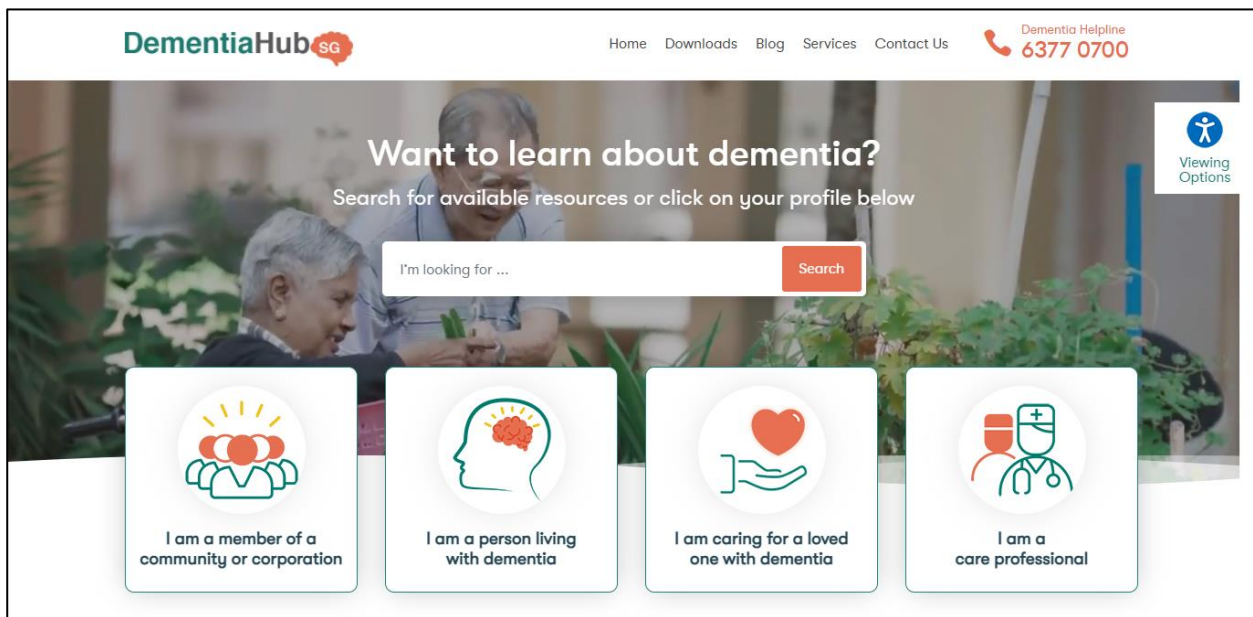 DementiaHub SG
Home Downloads Blog Services Contact Us
Dementia Helpline
6377 0700
Want to learn about dementia?
Search for available resources or click on your profile below
I'm looking for ...
Search
Viewing
Options
I am a member of a
community or corporation
I am a person living
with dementia
I am caring for a loved
one with dementia
I am a
care professional